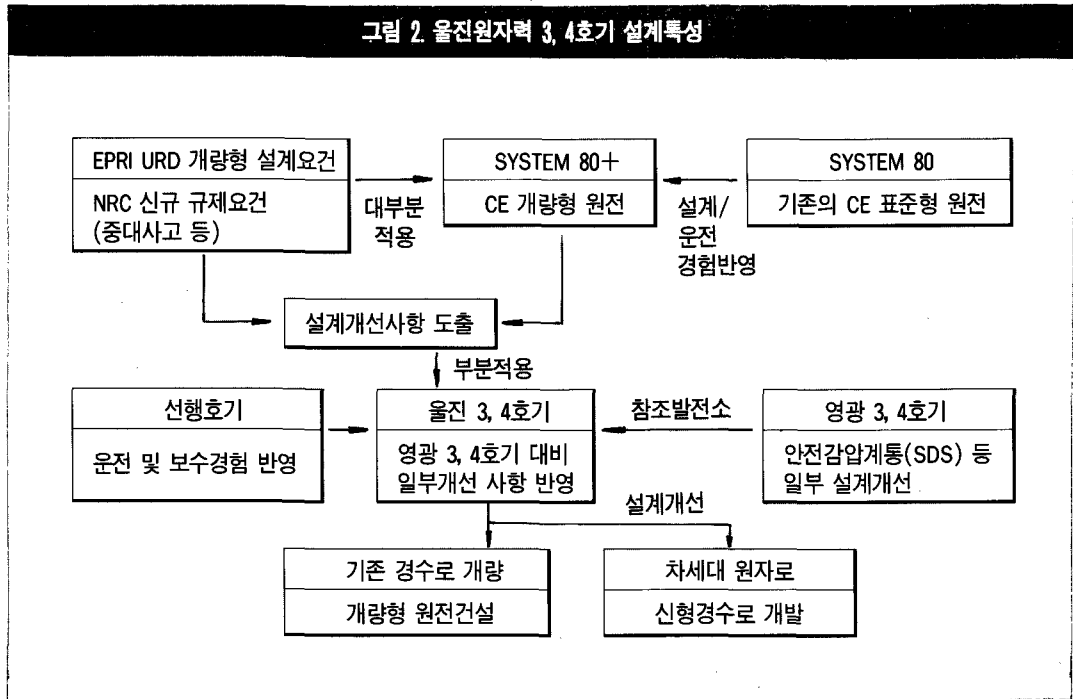 그림 2. 울진원자력 3, 4호기 설계특성
EPRI URD 개량형 설계요건
NRC 신규 규제요건
(중대사고 등)
대부분
적용
SYSTEM 80+
CE 개량형 원전
설계/
운전
경험반영
SYSTEM 80
기존의 CE 표준형 원전
설계개선사항 도출
부분적용
선행호기
운전 및 보수경험 반영
울진 3, 4호기
영광 3, 4호기 대비
일부개선 사항 반영
참조발전소
영광 3, 4호기
안전감압계통(SDS) 등
일부 설계개선
설계개선
기존 경수로 개량
개량형 원전건설
차세대 원자로
신형경수로 개발